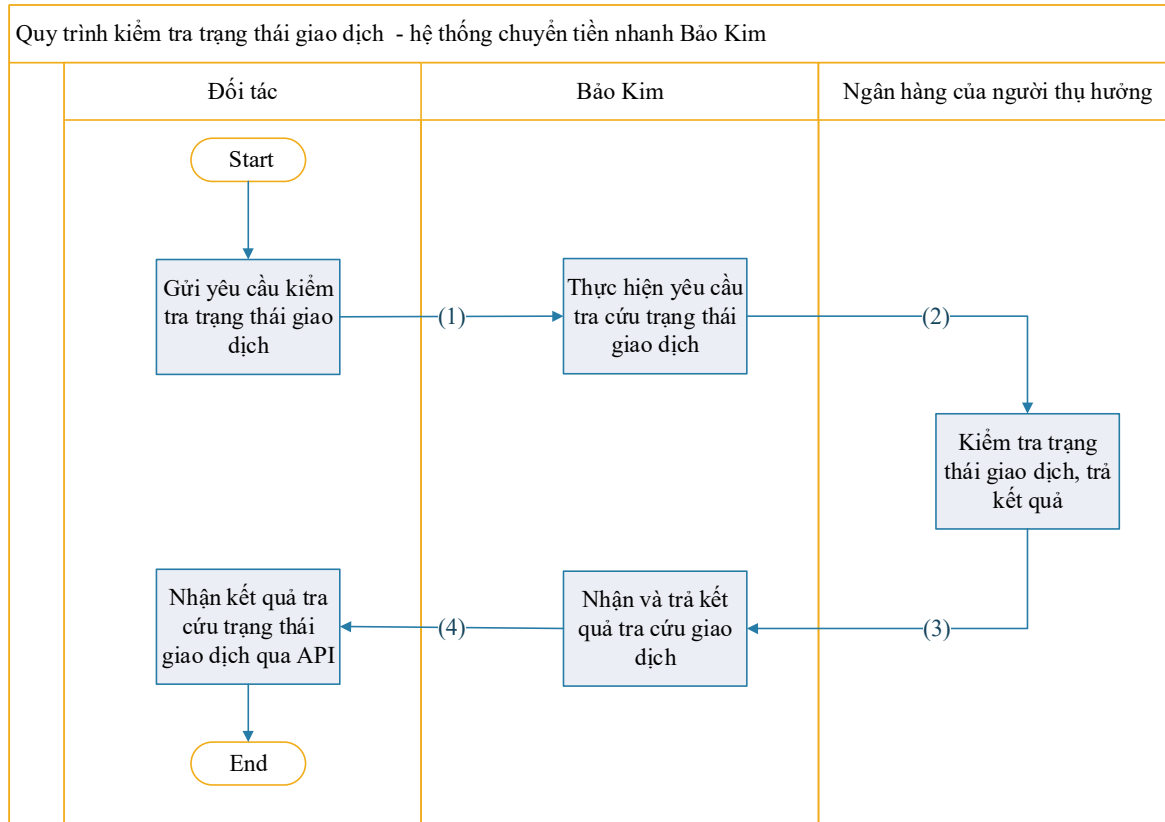 Quy trình kiểm tra trạng thái giao dịch - hệ thống chuyển tiền nhanh Bảo Kim
Đối tác
Bảo Kim
Ngân hàng của người thụ hưởng
Start
Gửi yêu cầu kiểm
tra trạng thái giao
dịch
(1)
Thực hiện yêu cầu
tra cứu trạng thái
giao dịch
(2)
Kiểm tra trạng
thái giao dịch, trả
kết quả
(3)
Nhận và trả kết
quả tra cứu giao
dịch
(4)
Nhận kết quả tra
cứu trạng thái
giao dịch qua API
End